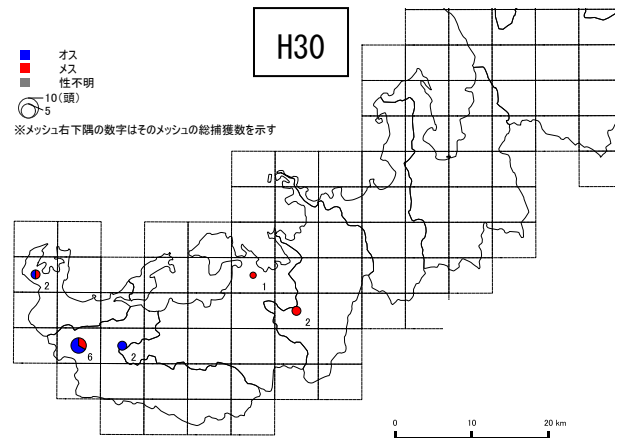 H30
オス
メス
性不明
10(頭)
5
※メッシュ右下隅の数字はそのメッシュの総捕獲数を示す
2
1
2
6
2
0 10 20 km